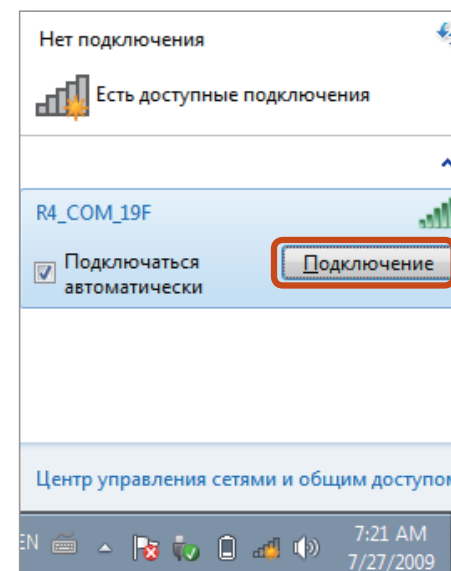 Нет подключения
Есть доступные подключения
R4_COM_19F
Подключаться
автоматически
Подключение
Центр управления сетями и общим доступом
EN
7:21 AM
7/27/2009